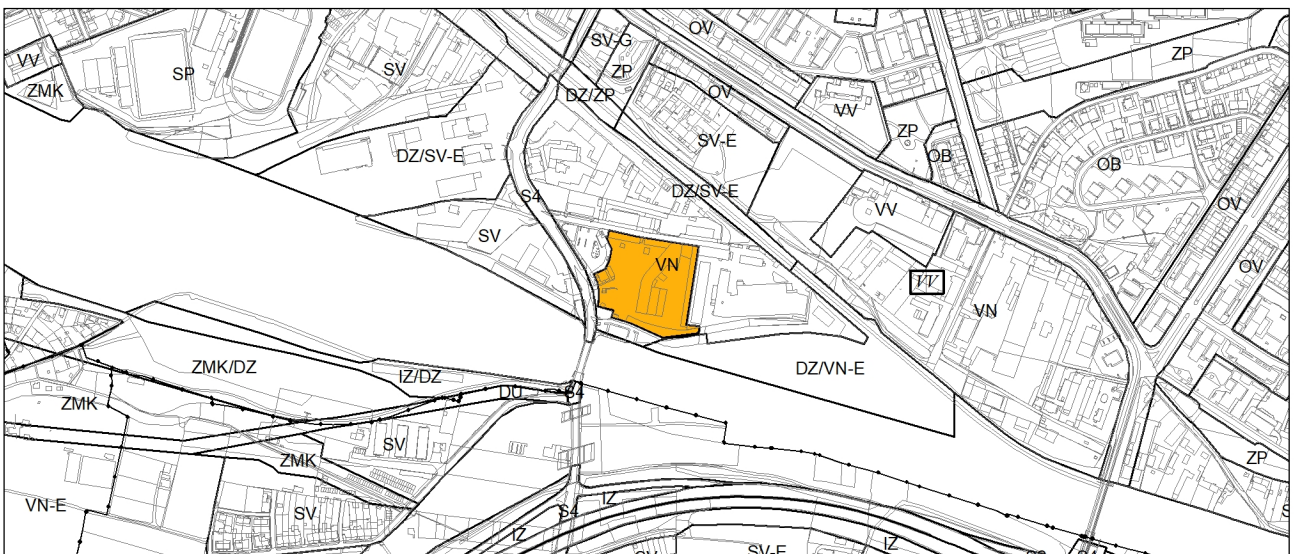 OV
SV-G
VV
SP
SV
ZP
ZP
ZMK
DZ/ZP
OV
VV
ZP
SV-E
OB
DZ/SV-E
OB
DZ/SV-E
S4
OV
VV
SV
VN
OV
VV
VN
ZMK/DZ
IZ/DZ
DZ/VN-E
DU
S4
ZMK
SV
ZMK
ZP
VN-E
IZ
SV
S4
IZ
IZ
SV-E